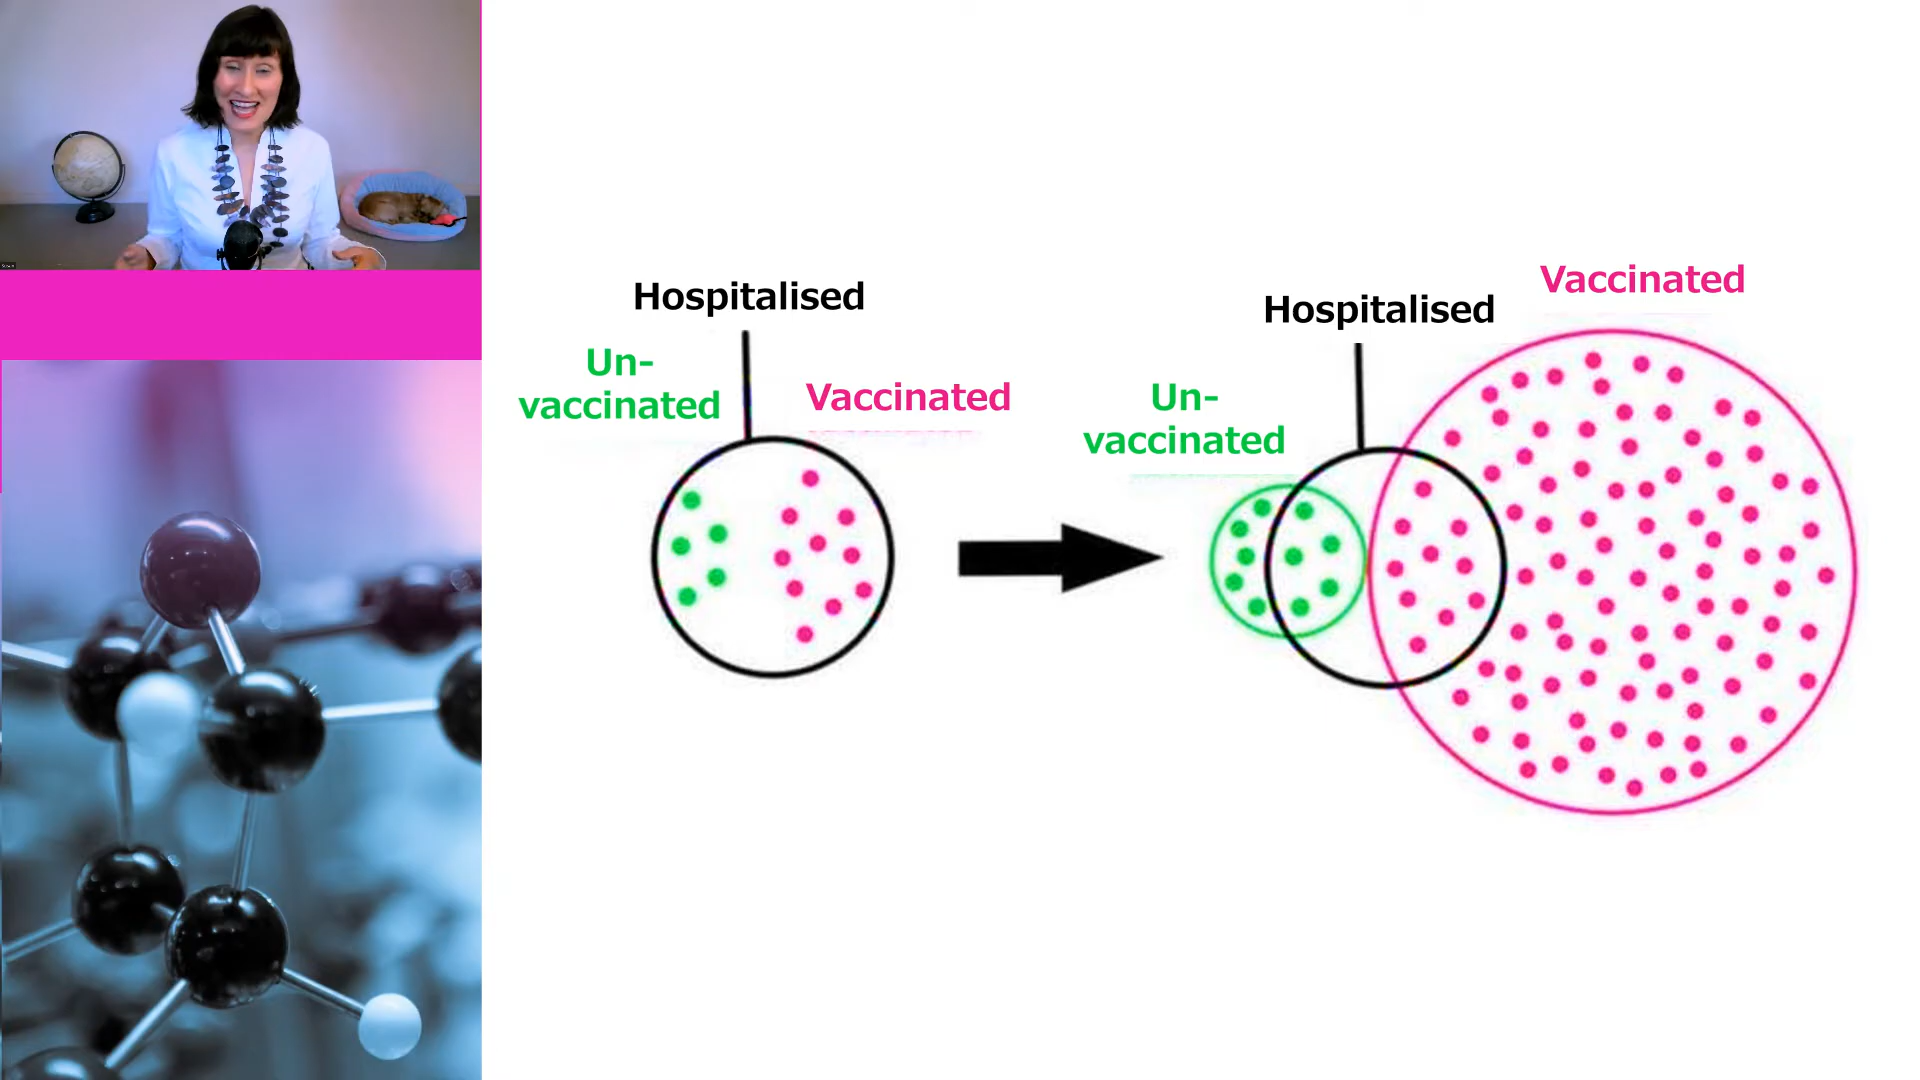 Hospitalised
Un-
vaccinated
Vaccinated
Hospitalised
Vaccinated
Un-
vaccinated